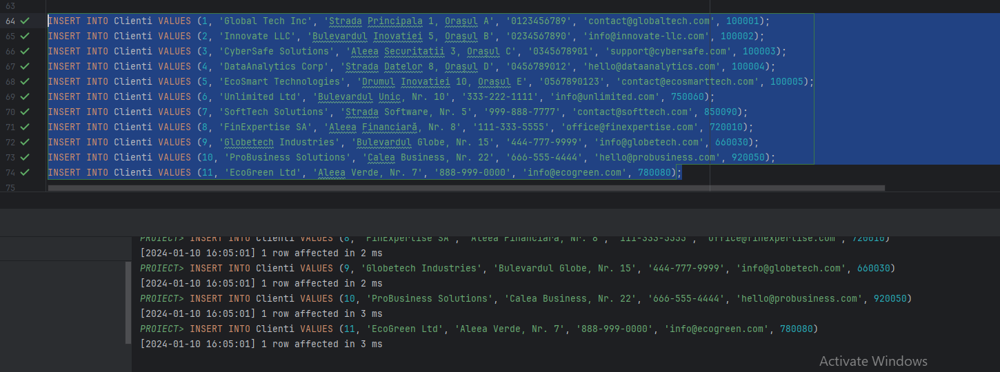 63
64 INSERT INTO Clienti VALUES (1, 'Global Tech Inc', 'Strada Principala 1, Orașul A', '0123456789', 'contact@globaltech.com', 100001);
65 INSERT INTO Clienti VALUES (2, 'Innovate LLC', 'Bulevardul Inovatiei 5, Orașul B', '0234567890', 'info@innovate-llc.com', 100002);
66 INSERT INTO Clienti VALUES (3, 'CyberSafe Solutions', 'Aleea Securitatii 3, Orașul C', '0345678901', 'support@cybersafe.com', 100003);
67 INSERT INTO Clienti VALUES (4, 'DataAnalytics Corp', 'Strada Datelor 8, Orașul D', '0456789012', 'hello@dataanalytics.com', 100004);
68 INSERT INTO Clienti VALUES (5, 'EcoSmart Technologies', 'Drumul Inovatiei 10, Orașul E', '0567890123', 'contact@ecosmarttech.com', 100005);
69 INSERT INTO Clienti VALUES (6, 'Unlimited Ltd', 'Bulevardul Unic, Nr. 10', '333-222-1111', 'info@unlimited.com', 750060);
70 INSERT INTO Clienti VALUES (7, 'SoftTech Solutions', 'Strada Software, Nr. 5', '999-888-7777', 'contact@softtech.com', 850090);
71 INSERT INTO Clienti VALUES (8, 'FinExpertise SA', 'Aleea Financiară, Nr. 8', '111-333-5555', 'office@finexpertise.com', 720010);
72 INSERT INTO Clienti VALUES (9, 'Globetech Industries', 'Bulevardul Globe, Nr. 15', '444-777-9999', 'info@globetech.com', 660030);
73 INSERT INTO Clienti VALUES (10, 'ProBusiness Solutions', 'Calea Business, Nr. 22', '666-555-4444', 'hello@probusiness.com', 920050);
74 INSERT INTO Clienti VALUES (11, 'EcoGreen Ltd', 'Aleea Verde, Nr. 7', '888-999-0000', 'info@ecogreen.com', 780080);
75
PROIECT> INSERT INTO Clienti VALUES (8, 'FinExpertise SA', 'Aleea Financiară, Nr. 8', '111-333-5555', 'office@finexpertise.com', 720010)
[2024-01-10 16:05:01] 1 row affected in 2 ms
PROIECT> INSERT INTO Clienti VALUES (9, 'Globetech Industries', 'Bulevardul Globe, Nr. 15', '444-777-9999', 'info@globetech.com', 660030)
[2024-01-10 16:05:01] 1 row affected in 2 ms
PROIECT> INSERT INTO Clienti VALUES (10, 'ProBusiness Solutions', 'Calea Business, Nr. 22', '666-555-4444', 'hello@probusiness.com', 920050)
[2024-01-10 16:05:01] 1 row affected in 3 ms
PROIECT> INSERT INTO Clienti VALUES (11, 'EcoGreen Ltd', 'Aleea Verde, Nr. 7', '888-999-0000', 'info@ecogreen.com', 780080)
[2024-01-10 16:05:01] 1 row affected in 3 ms
Activate Windows